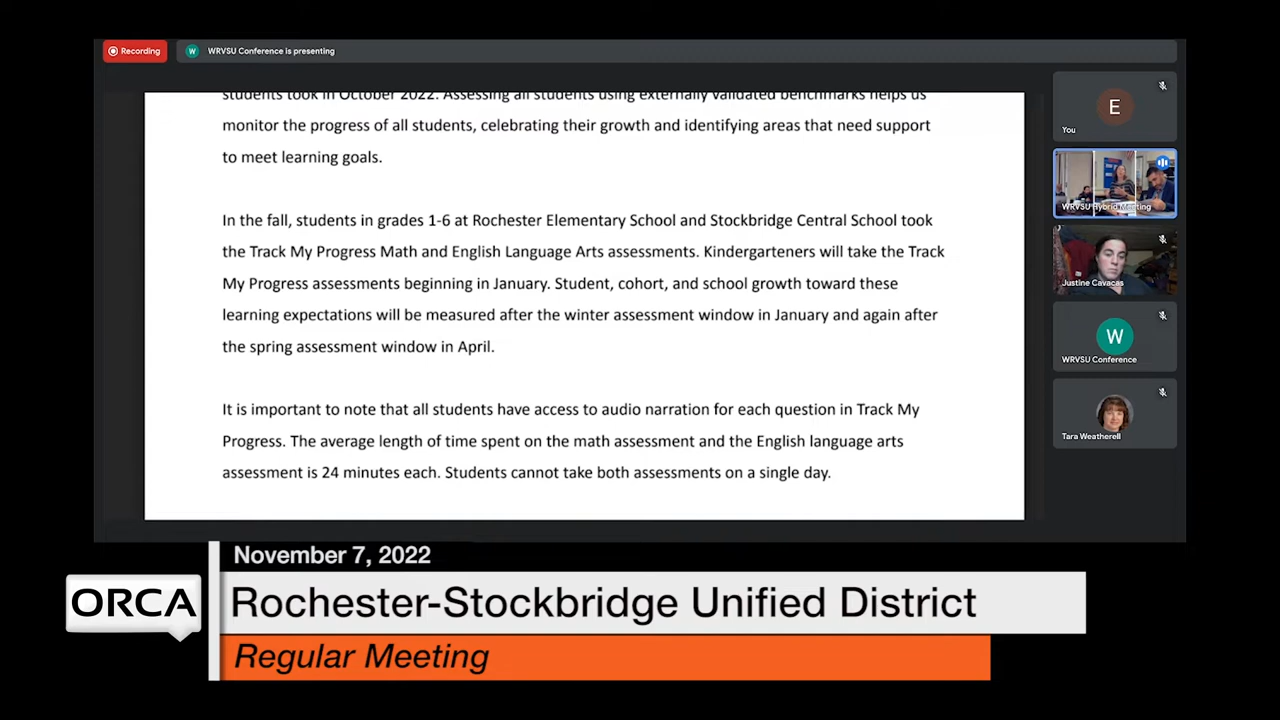 Recording
W
WRVSU Conference is presenting
students took in October 2022. Assessing all students using externally validated benchmarks helps us
monitor the progress of all students, celebrating their growth and identifying areas that need support
to meet learning goals.
In the fall, students in grades 1-6 at Rochester Elementary School and Stockbridge Central School took
the Track My Progress Math and English Language Arts assessments. Kindergarteners will take the Track
My Progress assessments beginning in January. Student, cohort, and school growth toward these
learning expectations will be measured after the winter assessment window in January and again after
the spring assessment window in April.
It is important to note that all students have access to audio narration for each question in Track My
Progress. The average length of time spent on the math assessment and the English language arts
assessment is 24 minutes each. Students cannot take both assessments on a single day.
E
You
WRVSU Hybrid Meeting
Justine Cavacas
W
WRVSU Conference
Tara Weatherell
November 7, 2022
ORCA
Rochester-Stockbridge Unified District
Regular Meeting